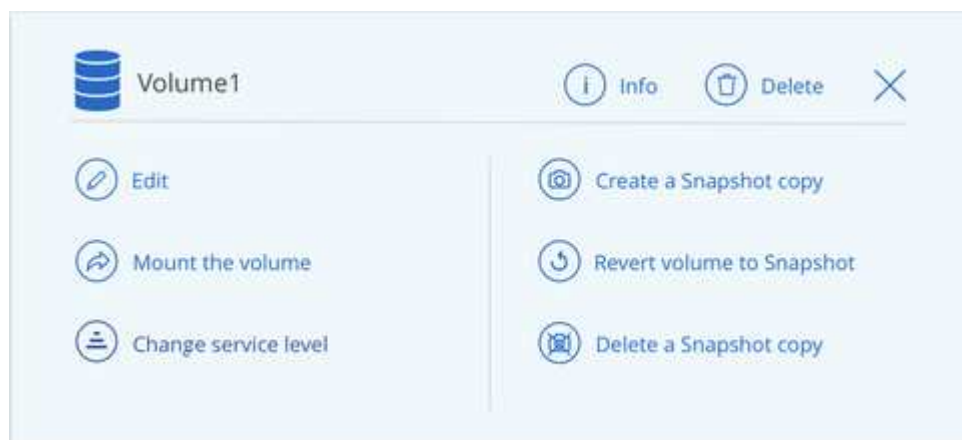 Volume1
Info
Delete
Edit
Mount the volume
Change service level
Create a Snapshot copy
Revert volume to Snapshot
Delete a Snapshot copy